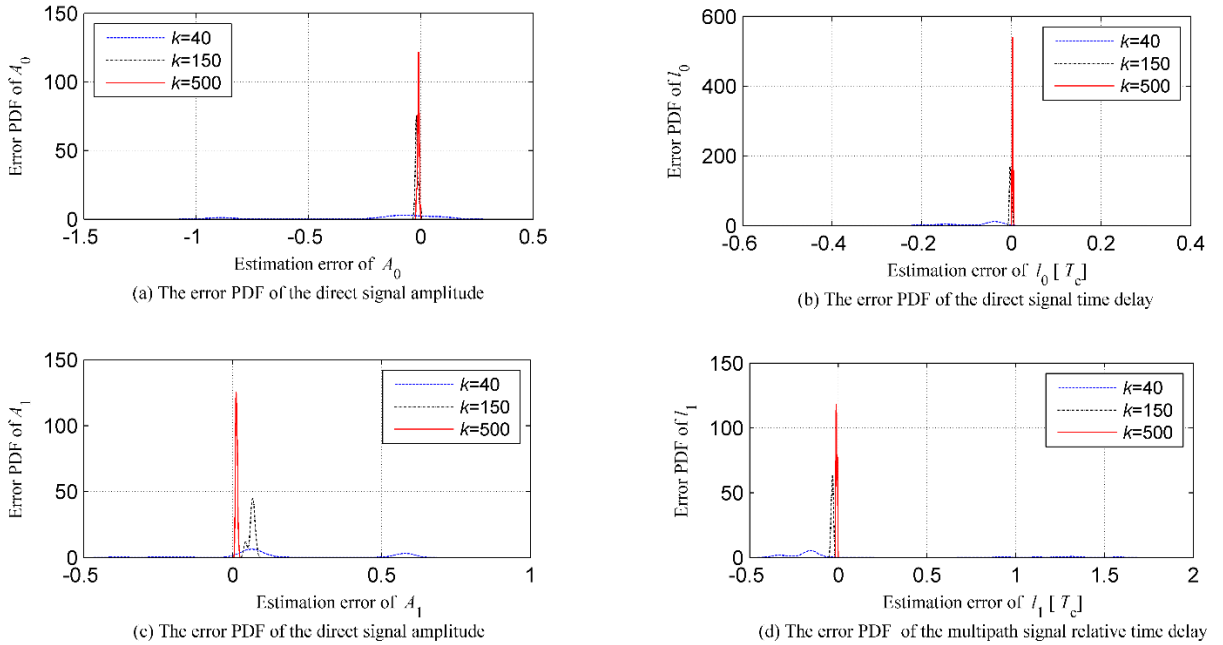 150
100
50
0
Error PDF of A0
k=40
k=150
k=500
-1.5
-1
-0.5
0
0.5
Estimation error of A0
(a) The error PDF of the direct signal amplitude
600
400
200
0
Error PDF of l0
k=40
k=150
k=500
-0.6
-0.4
-0.2
0
0.2
0.4
Estimation error of l0 [ Tc]
(b) The error PDF of the direct signal time delay
150
100
50
0
Error PDF of A1
k=40
k=150
k=500
-0.5
0
0.5
1
Estimation error of A1
(c) The error PDF of the direct signal amplitude
150
100
50
0
Error PDF of l1
k=40
k=150
k=500
-0.5
0
0.5
1
1.5
2
Estimation error of l1 [ Tc]
(d) The error PDF of the multipath signal relative time delay